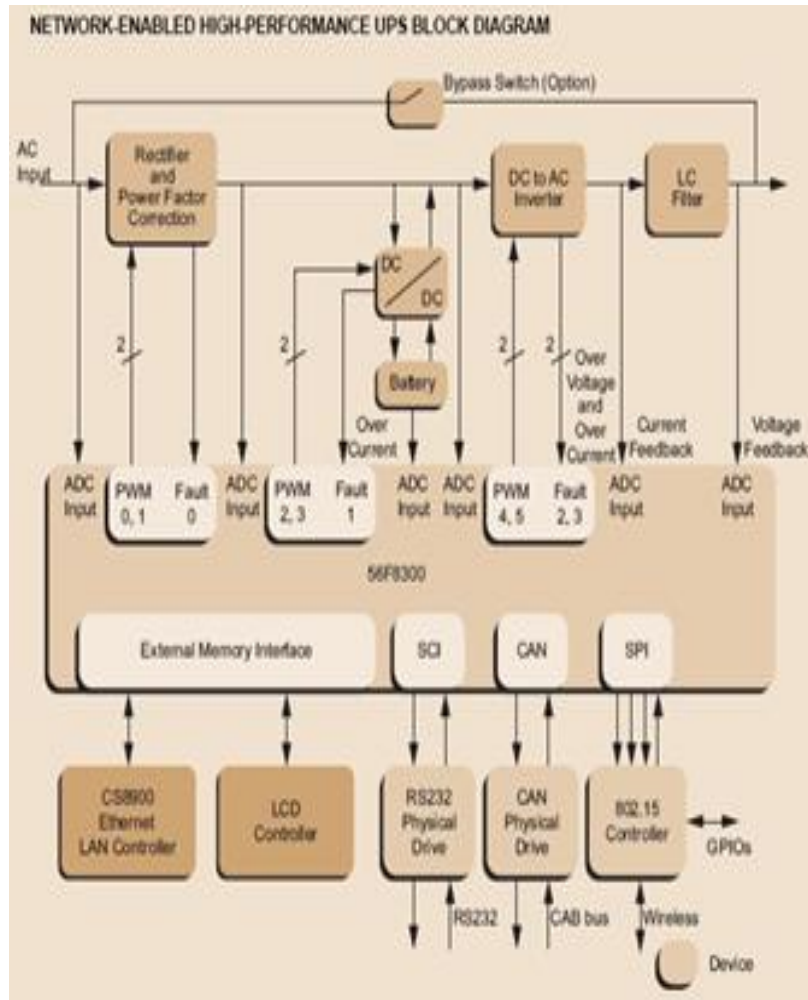 NETWORK-ENABLED HIGH-PERFORMANCE UPS BLOCK DIAGRAM
Bypass Switch (Option)
AC
Input
Rectifier
and
Power Factor
Correction
DC to AC
Inverter
LC
Filter
DC
DC
2
2
2
2
Battery
Over
Current
Over
Voltage
and
Over
Current
Current
Feedback
Voltage
Feedback
ADC
Input
PWM
0, 1
Fault
0
ADC
Input
PWM
2, 3
Fault
1
ADC
Input
ADC
Input
PWM
4, 5
Fault
2, 3
ADC
Input
ADC
Input
56F8300
External Memory Interface
SCI
CAN
SPI
CS8900
Ethernet
LAN Controller
LCD
Controller
RS232
Physical
Drive
CAN
Physical
Drive
802.15
Controller
GPIOs
RS232
CAB bus
Wireless
Device